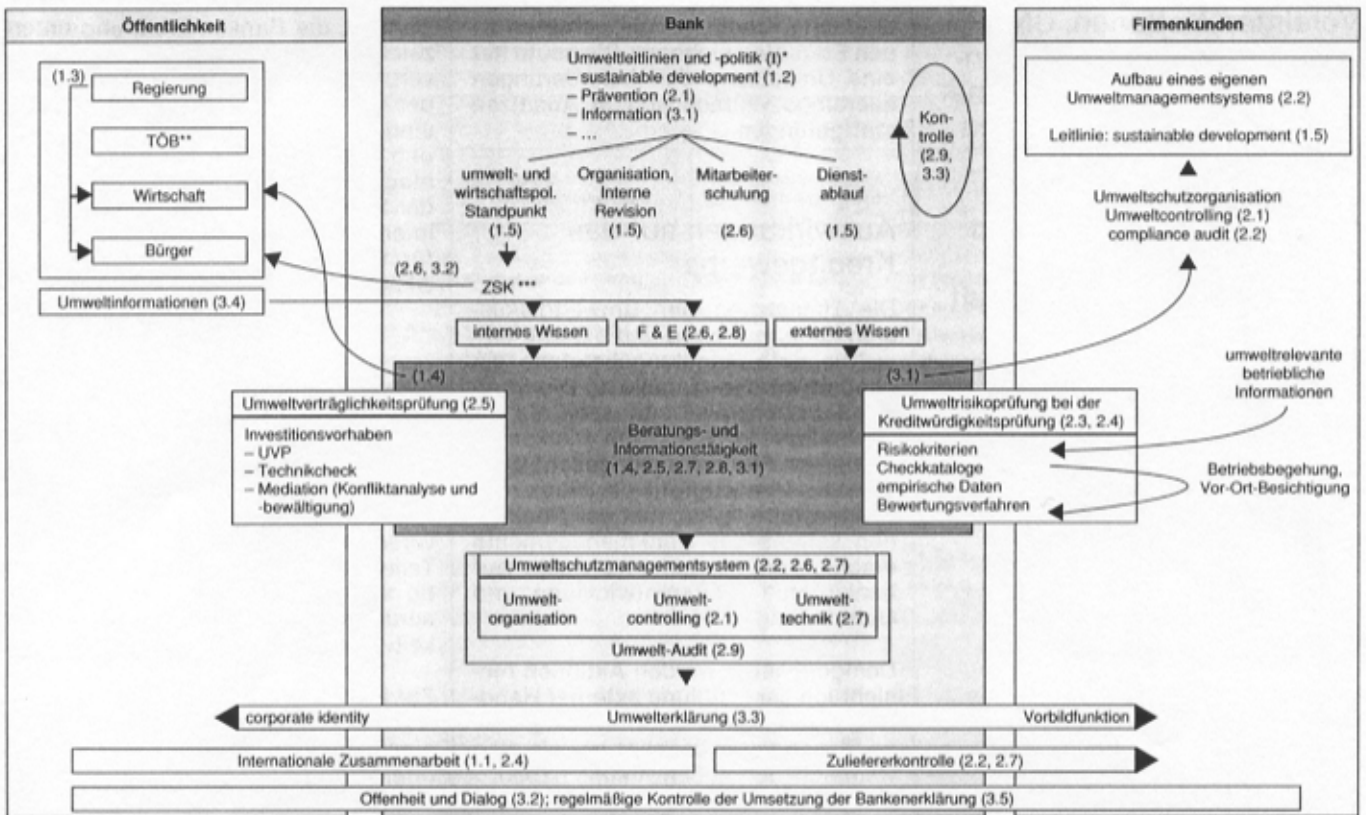 Öffentlichkeit
Bank
Firmenkunden
(1.3)
Regierung
TÖB**
Wirtschaft
Bürger
Umweltinformationen (3.4)
Umweltleitlinien und -politik (I)*
– sustainable development (1.2)
– Prävention (2.1)
– Information (3.1)
– ....
Kon-
trolle
(2.9,
3.3)
umwelt- und
wirtschaftspol.
Standpunkt
(1.5)
Organisation,
Interne
Revision
(1.5)
Mitarbeiter-
schulung
(2.6)
Dienst-
ablauf
(1.5)
(2.6, 3.2)
ZSK ***
internes Wissen
F & E (2.6, 2.8)
externes Wissen
Aufbau eines eigenen
Umweltmanagementsystems (2.2)
Leitlinie: sustainable development (1.5)
Umweltschutzorganisation
Umweltcontrolling (2.1)
compliance audit (2.2)
(1.4)
(3.1)
Umweltverträglichkeitsprüfung (2.5)
Investitionsvorhaben
– UVP
– Technikcheck
– Mediation (Konfliktanalyse und
-bewältigung)
Beratungs- und
Informationstätigkeit
(1.4, 2.5, 2.7, 2.8, 3.1)
Umweltrisikoprüfung bei der
Kreditwürdigkeitsprüfung (2.3, 2.4)
Risikokriterien
Checkkataloge
empirische Daten
Bewertungsverfahren
umweltrelevante
betriebliche
Informationen
Betriebsbegehung,
Vor-Ort-Besichtigung
Umweltschutzmanagementsystem (2.2, 2.6, 2.7)
Umwelt-
organisation
Umwelt-
controlling (2.1)
Umwelt-
technik (2.7)
Umwelt-Audit (2.9)
corporate identity
Umwelterklärung (3.3)
Vorbildfunktion
Internationale Zusammenarbeit (1.1, 2.4)
Zuliefererkontrolle (2.2, 2.7)
Offenheit und Dialog (3.2); regelmäßige Kontrolle der Umsetzung der Bankenerklärung (3.5)